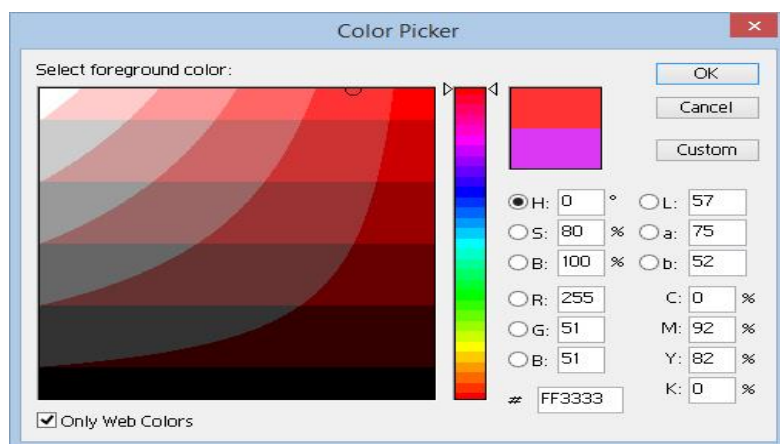 Color Picker
Select foreground color:
OK
Cancel
Custom
H: 0 °
S: 80 %
B: 100 %
R: 255
G: 51
B: 51
# FF3333
L: 57
a: 75
b: 52
C: 0 %
M: 92 %
Y: 82 %
K: 0 %
Only Web Colors